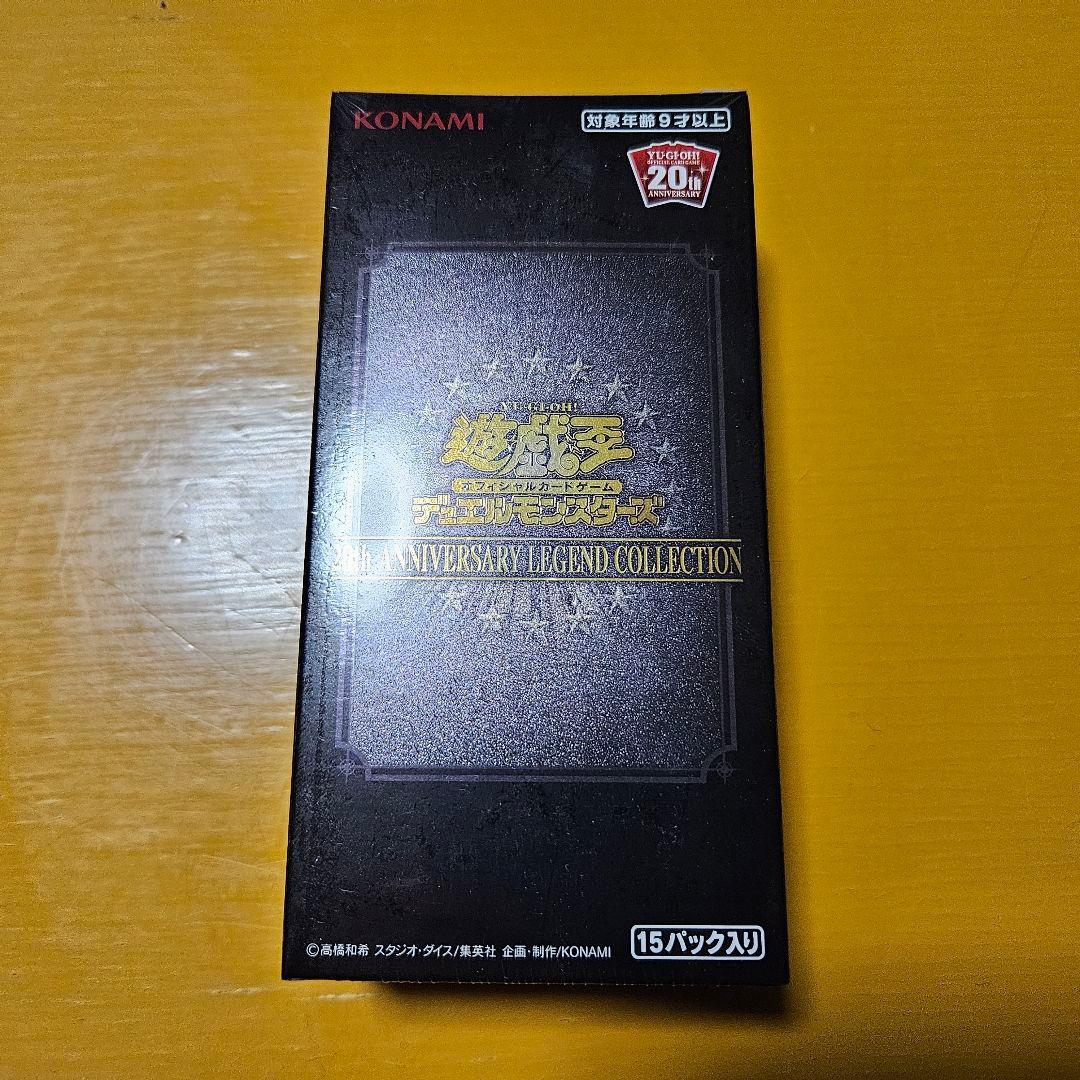 KONAMI
対象年齢9才以上
YU-GI-OH!
OFFICIAL CARD GAME
20th
ANNIVERSARY
YU-GI-OH!
遊戯王
オフィシャルカードゲーム
デュエルモンスターズ
20th ANNIVERSARY LEGEND COLLECTION
©高橋和希 スタジオ・ダイス/集英社 企画・制作/KONAMI
15パック入り